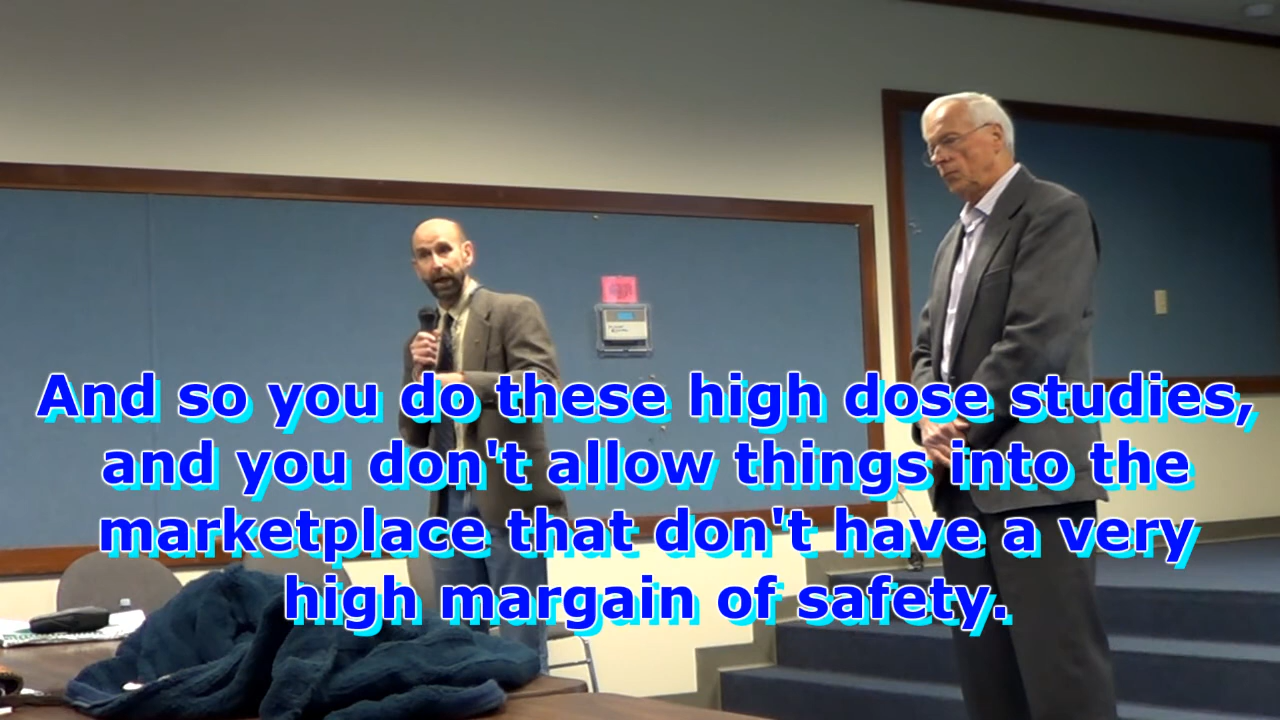 And so you do these high dose studies,
and you don't allow things into the
marketplace that don't have a very
high margain of safety.